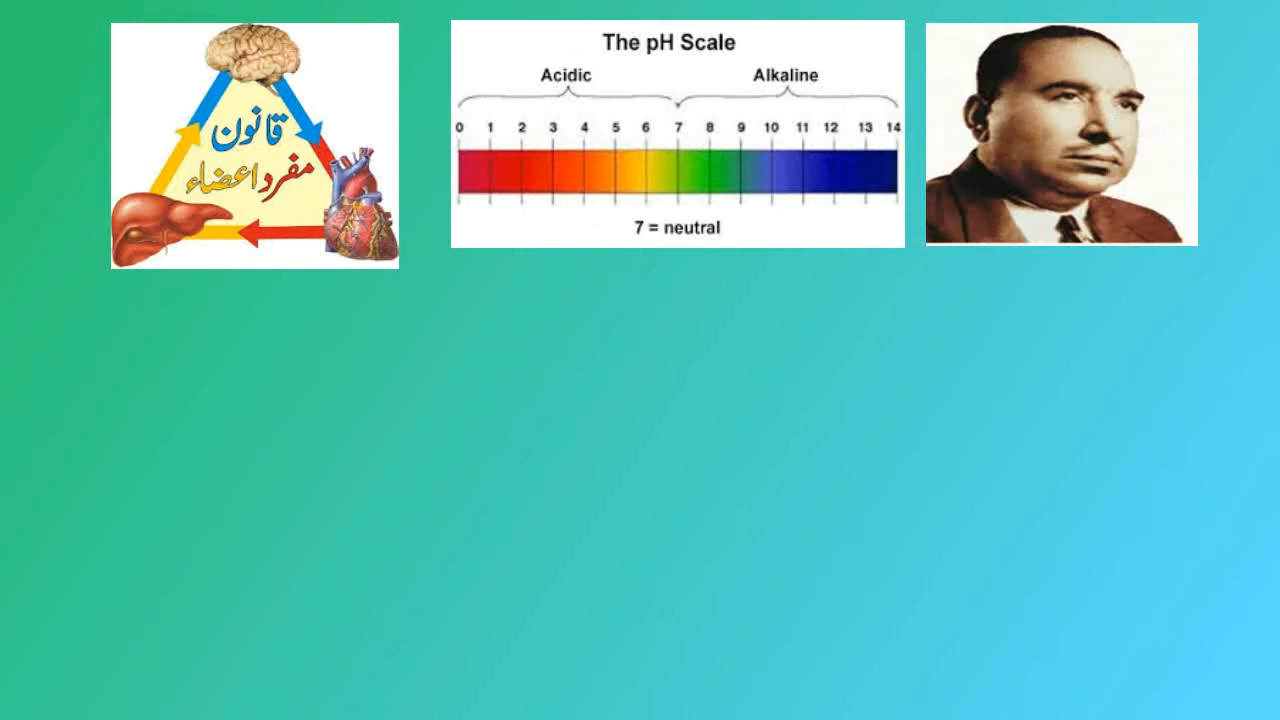 قانون
مفرد اعضاء
The pH Scale
Acidic Alkaline
0 1 2 3 4 5 6 7 8 9 10 11 12 13 14
7 = neutral